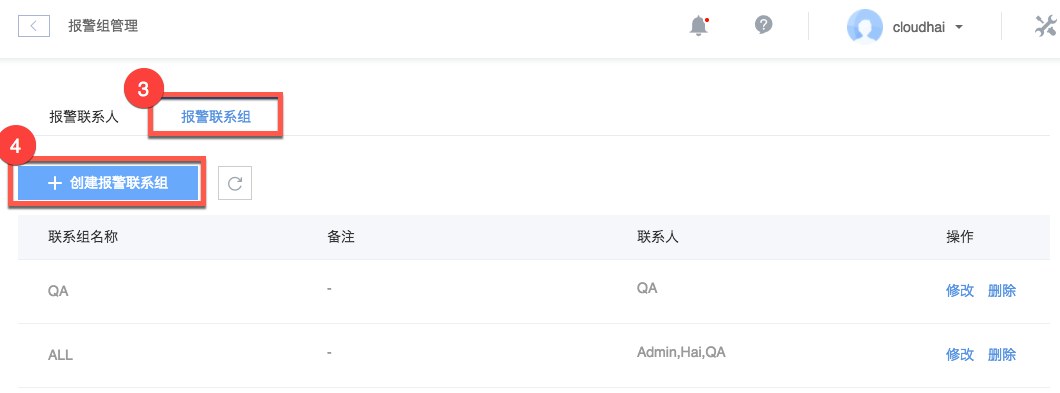 报警组管理
cloudhai
3
报警联系人 报警联系组
4
创建报警联系组
联系组名称 备注 联系人 操作
QA - QA 修改 删除
ALL - Admin,Hai,QA 修改 删除